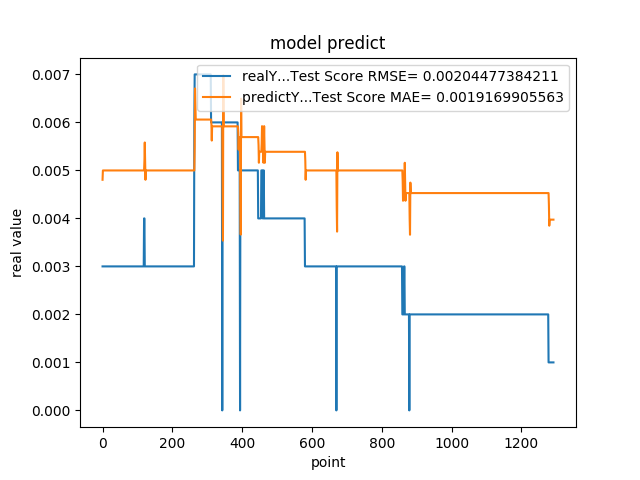 model predict
realY...Test Score RMSE= 0.00204477384211
predictY...Test Score MAE= 0.0019169905563
0.007
0.006
0.005
0.004
0.003
0.002
0.001
0.000
real value
0 200 400 600 800 1000 1200
point